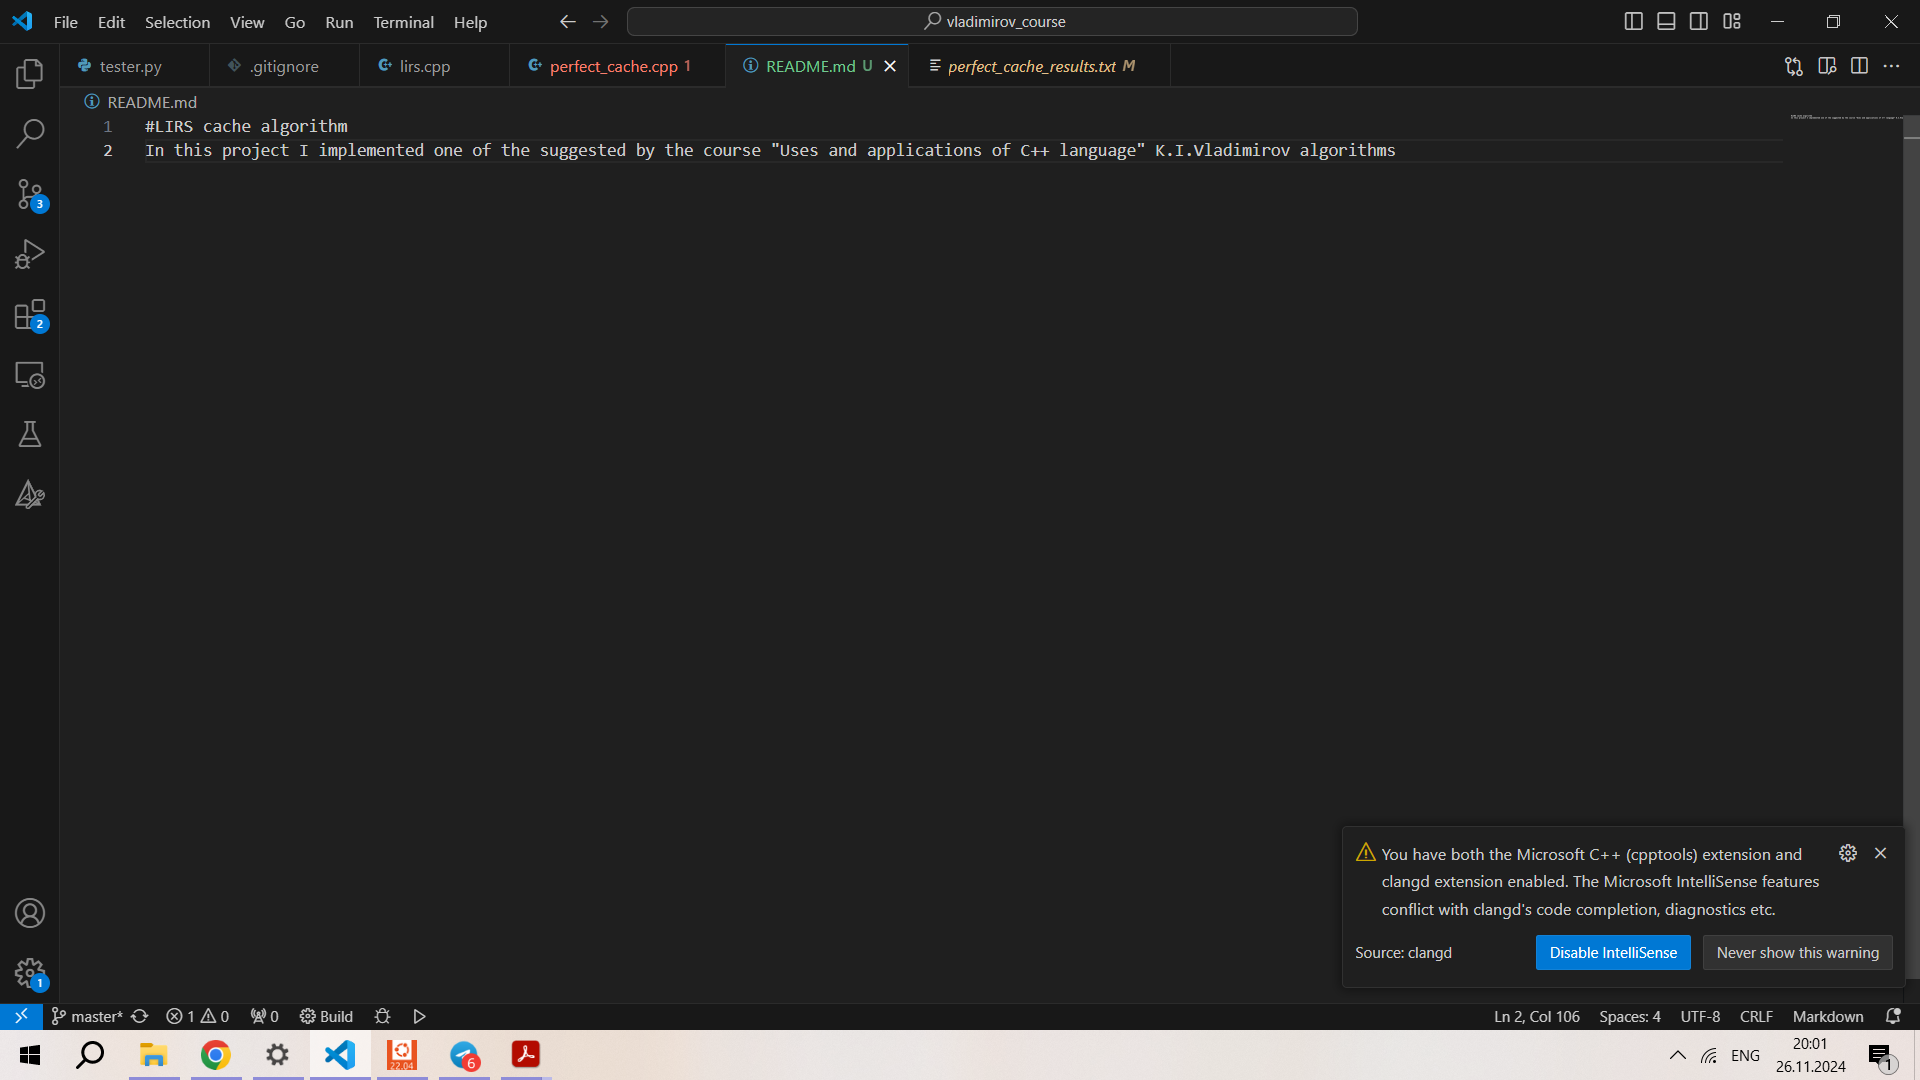 File Edit Selection View Go Run Terminal Help
vladimirov_course
tester.py
.gitignore
lirs.cpp
perfect_cache.cpp 1
README.md U
perfect_cache_results.txt M
README.md
1 #LIRS cache algorithm
2 In this project I implemented one of the suggested by the course "Uses and applications of C++ language" K.I.Vladimirov algorithms
3
2
1
You have both the Microsoft C++ (cpptools) extension and
clangd extension enabled. The Microsoft IntelliSense features
conflict with clangd's code completion, diagnostics etc.
Source: clangd
Disable IntelliSense
Never show this warning
master* 1 0 0 Build
Ln 2, Col 106 Spaces: 4 UTF-8 CRLF Markdown
22.04
6
ENG
20:01
26.11.2024
1